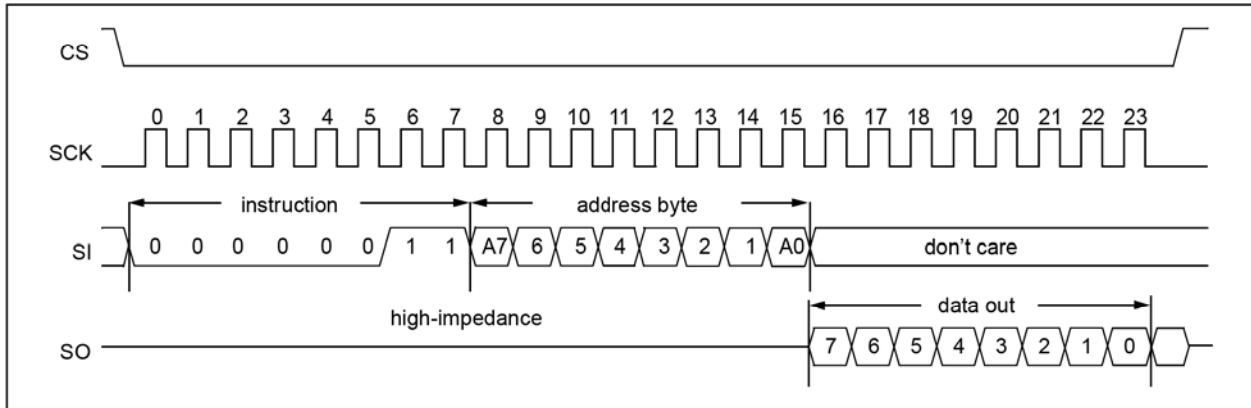 CS
0 1 2 3 4 5 6 7 8 9 10 11 12 13 14 15 16 17 18 19 20 21 22 23
SCK
instruction address byte
SI 0 0 0 0 0 0 1 1 A7 6 5 4 3 2 1 A0 don't care
high-impedance data out
SO 7 6 5 4 3 2 1 0